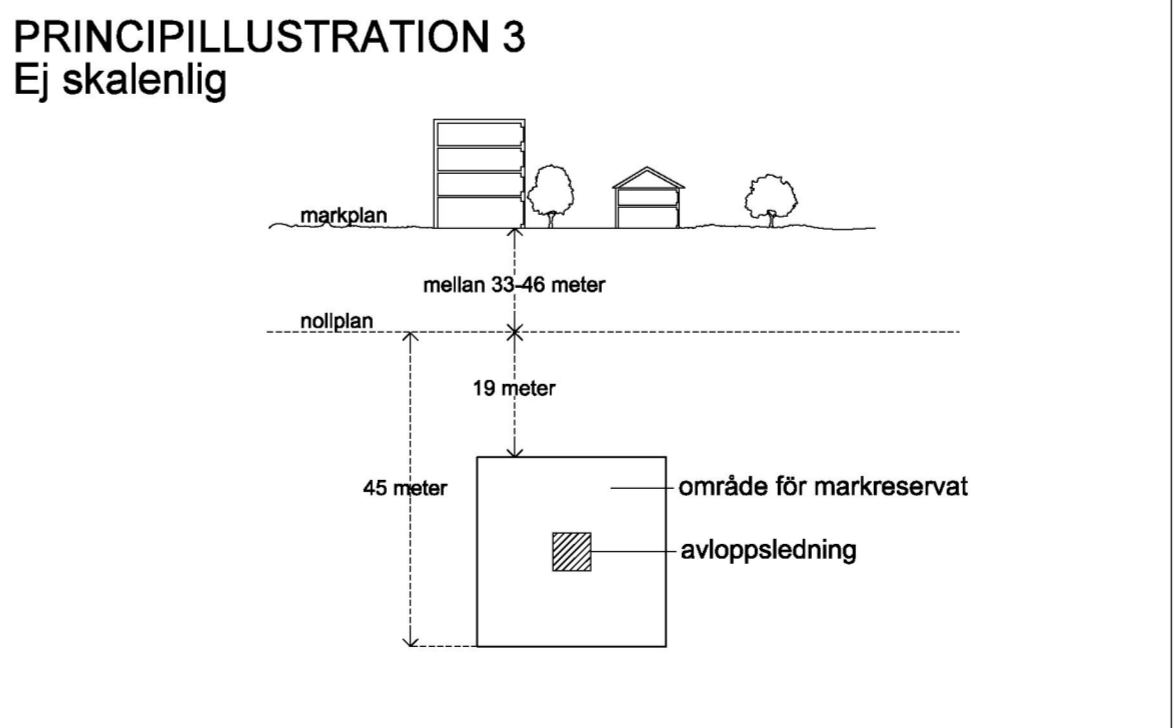 PRINCIPILLUSTRATION 3
Ej skalenlig
markplan
mellan 33-46 meter
nollplan
19 meter
45 meter
område för markreservat
avloppsledning